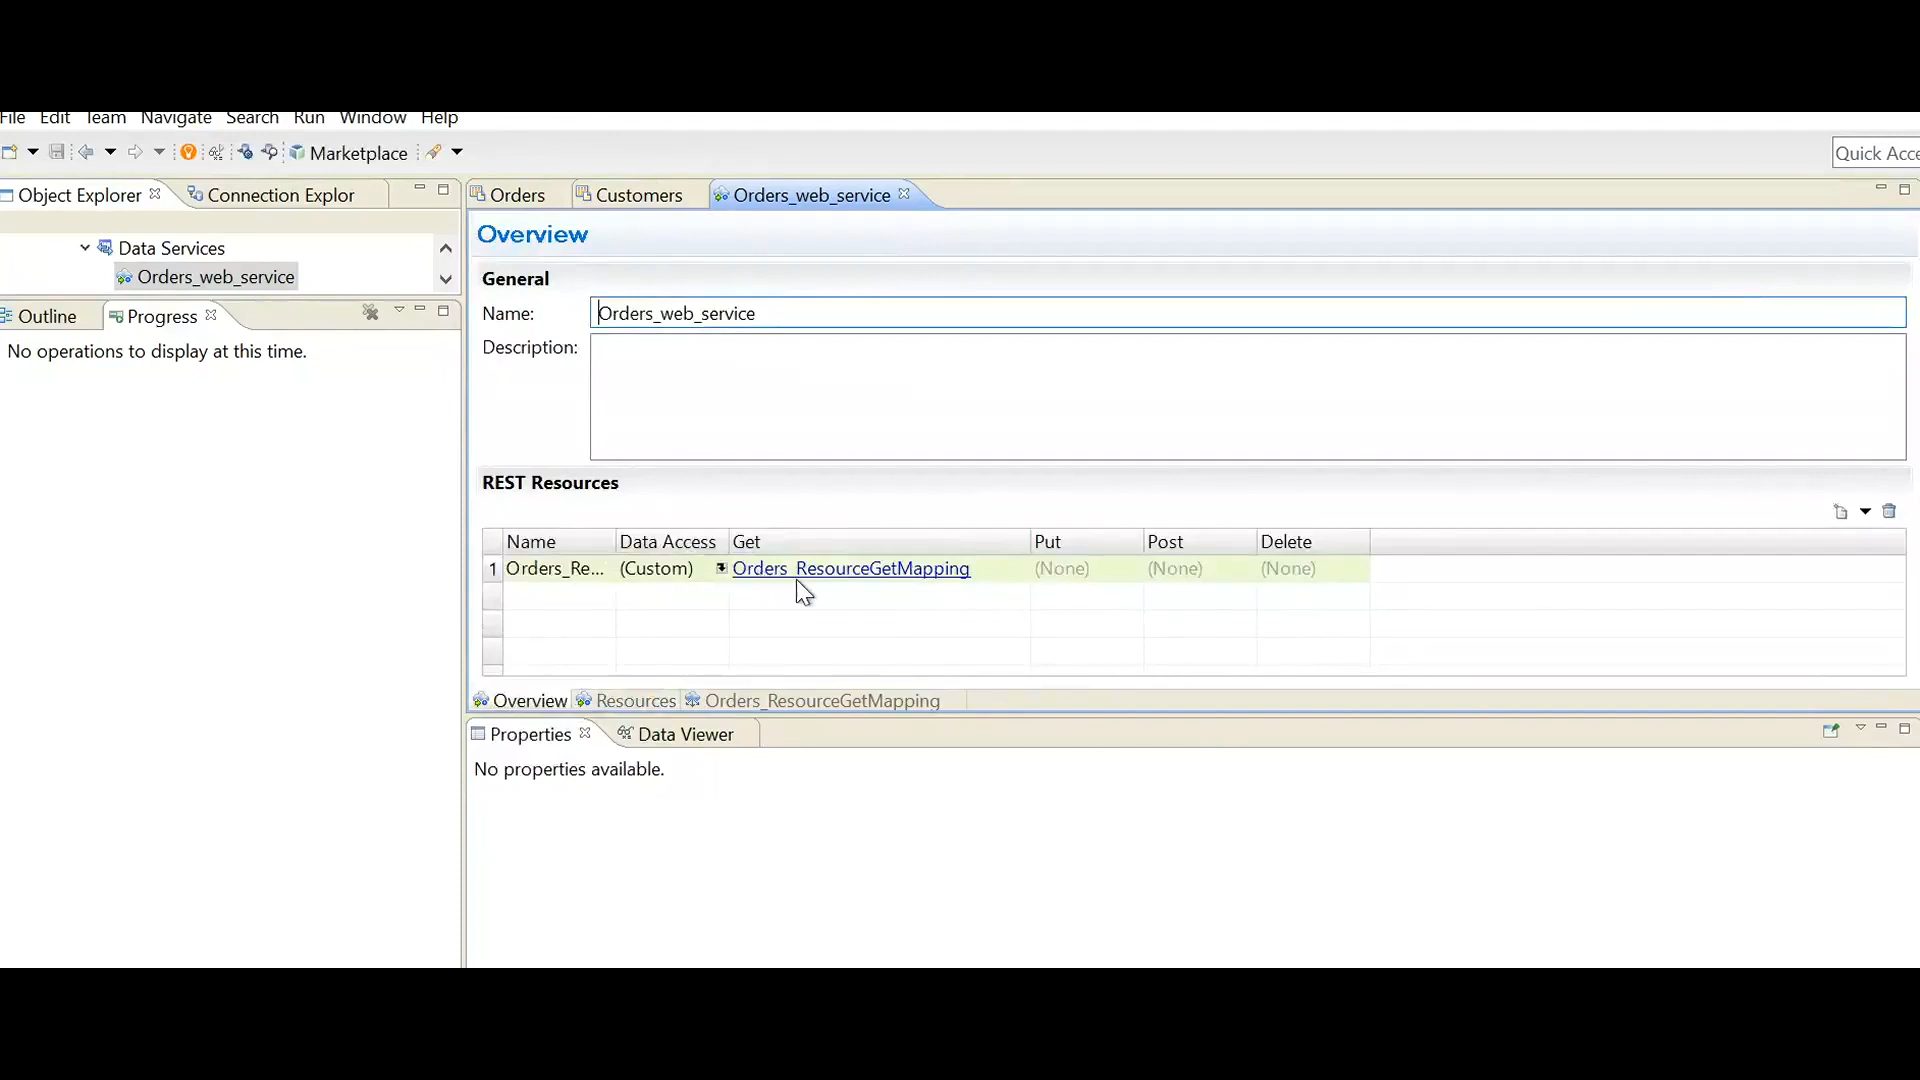 File Edit Team Navigate Search Run Window Help
Marketplace
Quick Acce
Object Explorer
Connection Explor
Data Services
Orders_web_service
Outline
Progress
No operations to display at this time.
Orders
Customers
Orders_web_service
Overview
General
Name: Orders_web_service
Description:
REST Resources
Name Data Access Get Put Post Delete
1 Orders_Re... (Custom) Orders_ResourceGetMapping (None) (None) (None)
Overview Resources Orders_ResourceGetMapping
Properties Data Viewer
No properties available.